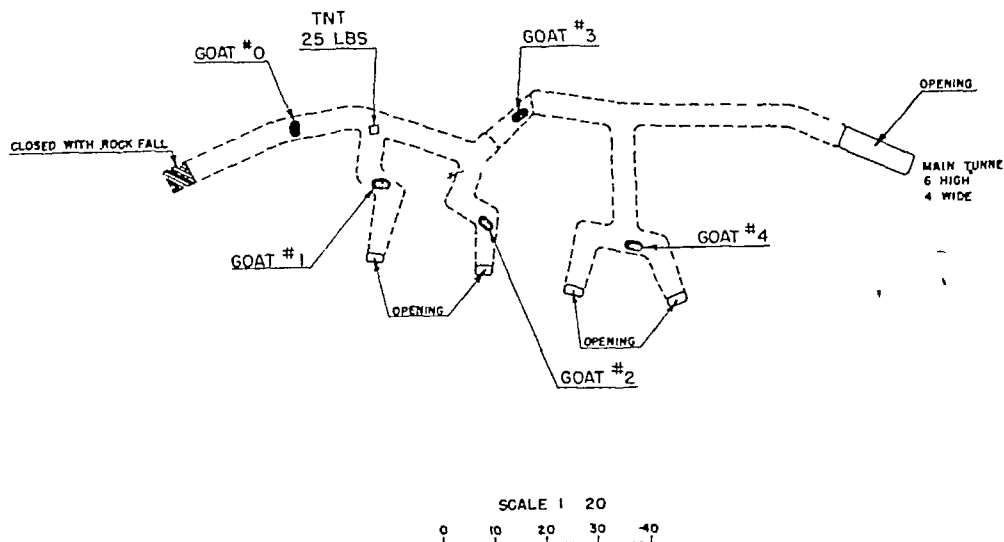 TNT
25 LBS
GOAT #0
GOAT #3
OPENING
CLOSED WITH ROCK FALL
MAIN TUNNE
6 HIGH
4 WIDE
GOAT #1
GOAT #4
OPENING
OPENING
GOAT #2
SCALE 1 20
0 10 20 30 40